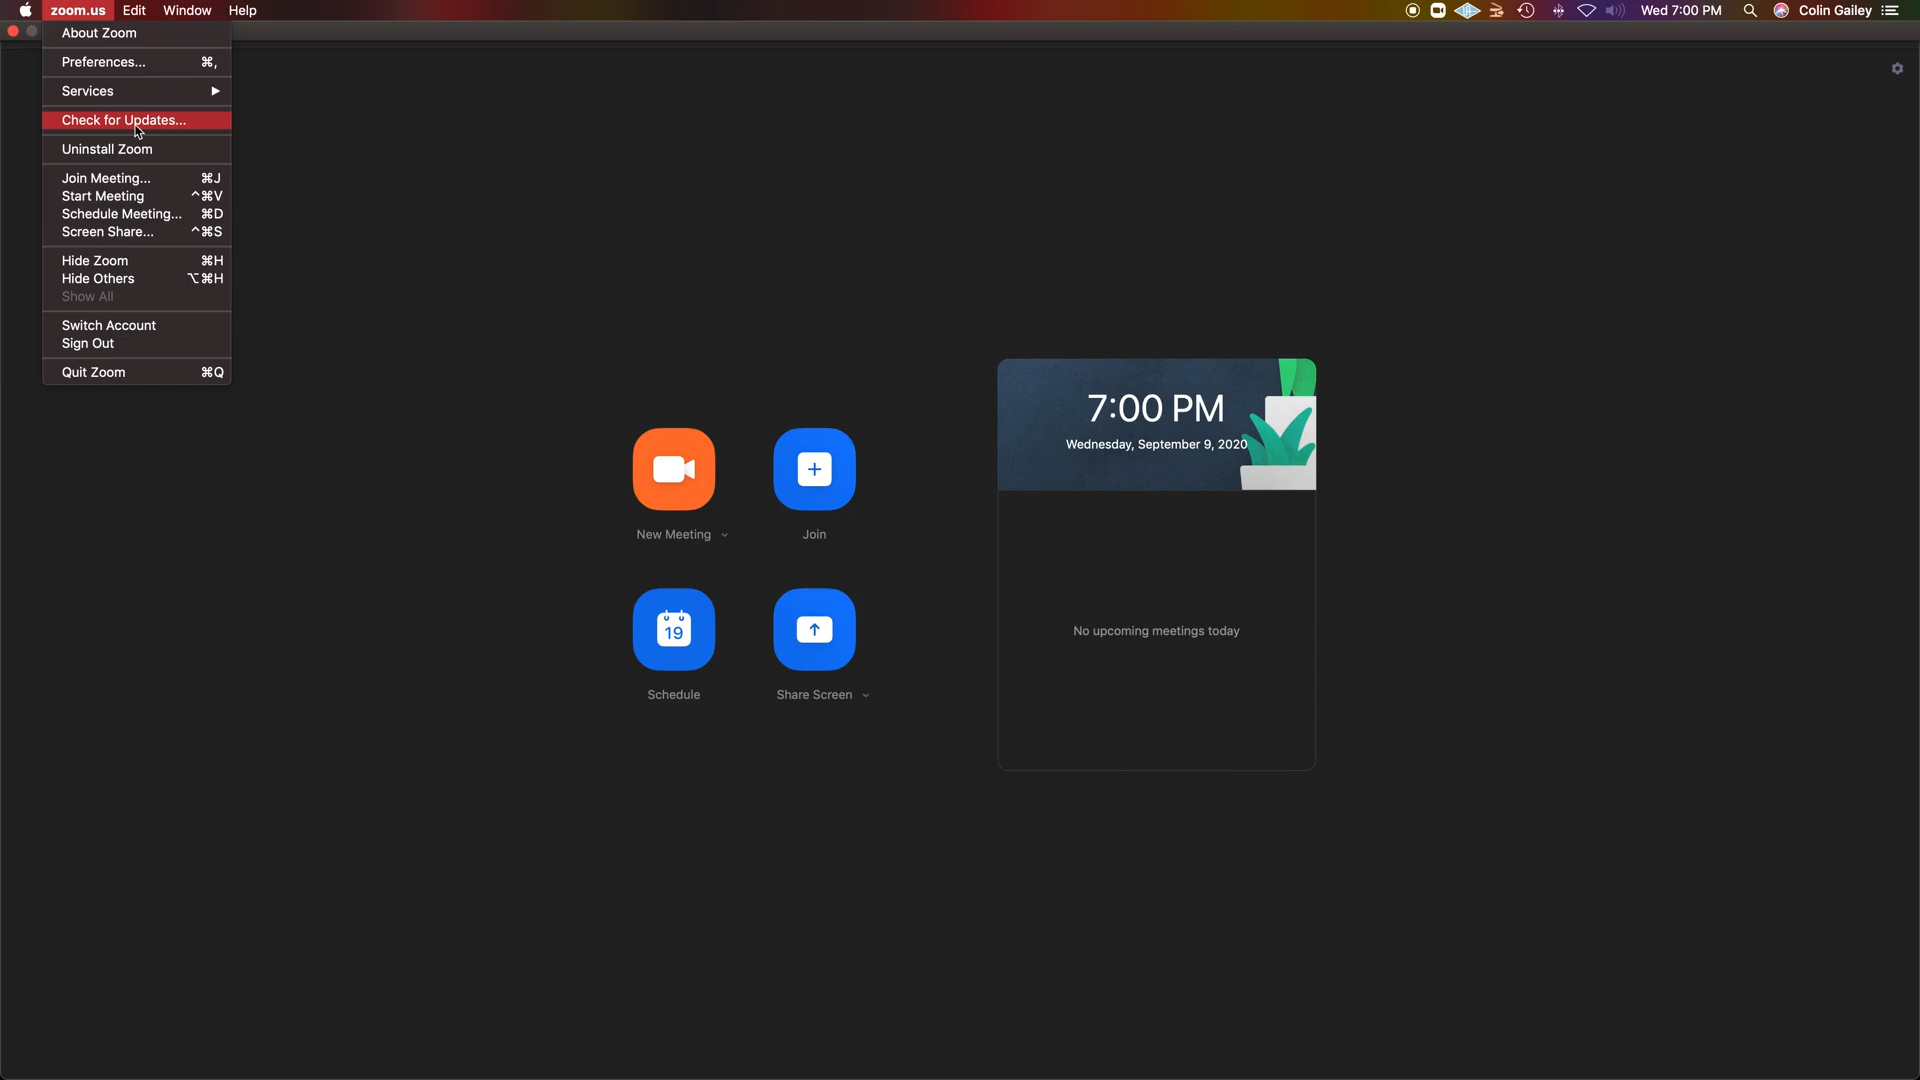 zoom.us Edit Window Help Wed 7:00 PM Colin Gailey
About Zoom
Preferences... ⌘,
Services ▶
Check for Updates...
Uninstall Zoom
Join Meeting... ⌘J
Start Meeting ^⌘V
Schedule Meeting... ⌘D
Screen Share... ^⌘S
Hide Zoom ⌘H
Hide Others ⌥⌘H
Show All
Switch Account
Sign Out
Quit Zoom ⌘Q
New Meeting
Join
19
Schedule
Share Screen
7:00 PM
Wednesday, September 9, 2020
No upcoming meetings today